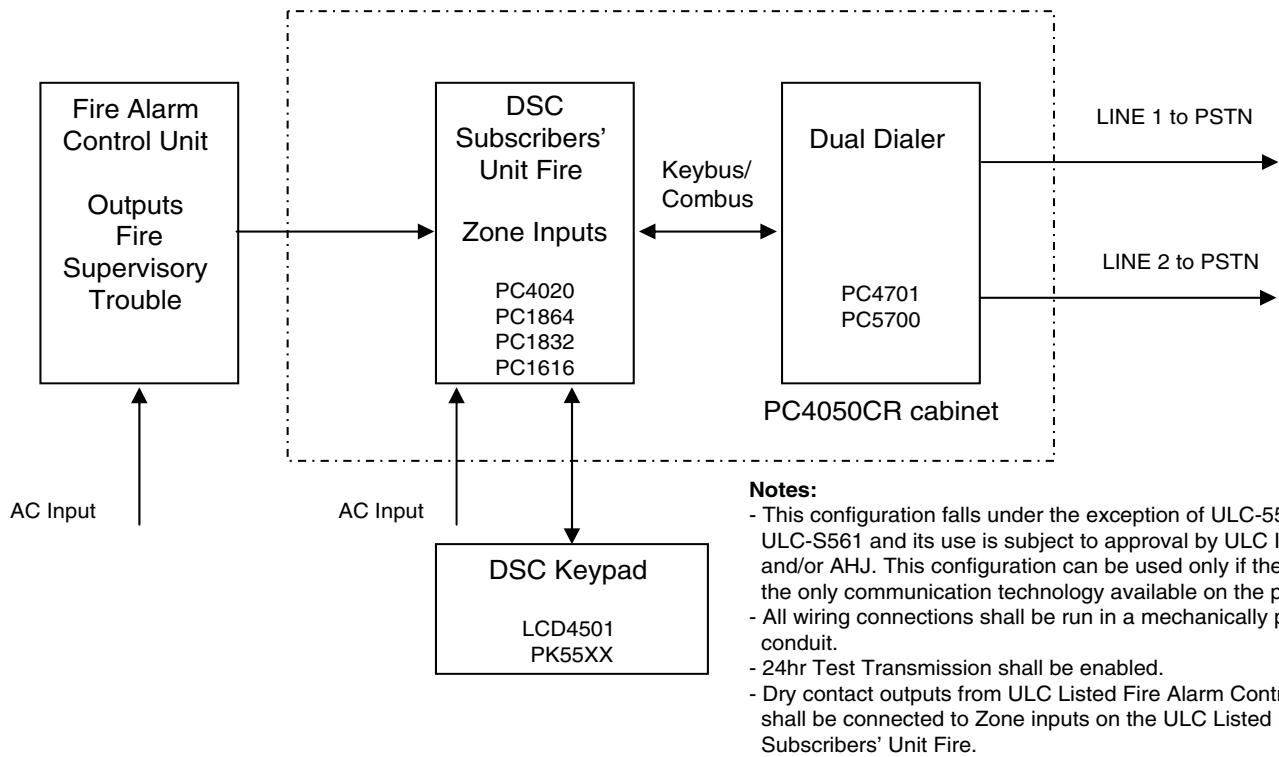 Fire Alarm
Control Unit
Outputs
Fire
Supervisory
Trouble
DSC
Subscribers’
Unit Fire
Zone Inputs
PC4020
PC1864
PC1832
PC1616
Keybus/
Combus
Dual Dialer
PC4701
PC5700
LINE 1 to PSTN
LINE 2 to PSTN
PC4050CR cabinet
AC Input
AC Input
DSC Keypad
LCD4501
PK55XX
Notes:
- This configuration falls under the exception of
ULC-S561 and its use is subject to approval by ULC
and/or AHJ. This configuration can be used only if
the only communication technology available on the
- All wiring connections shall be run in a mechanically
conduit.
- 24hr Test Transmission shall be enabled.
- Dry contact outputs from ULC Listed Fire Alarm
shall be connected to Zone inputs on the ULC Listed
Subscribers’ Unit Fire.